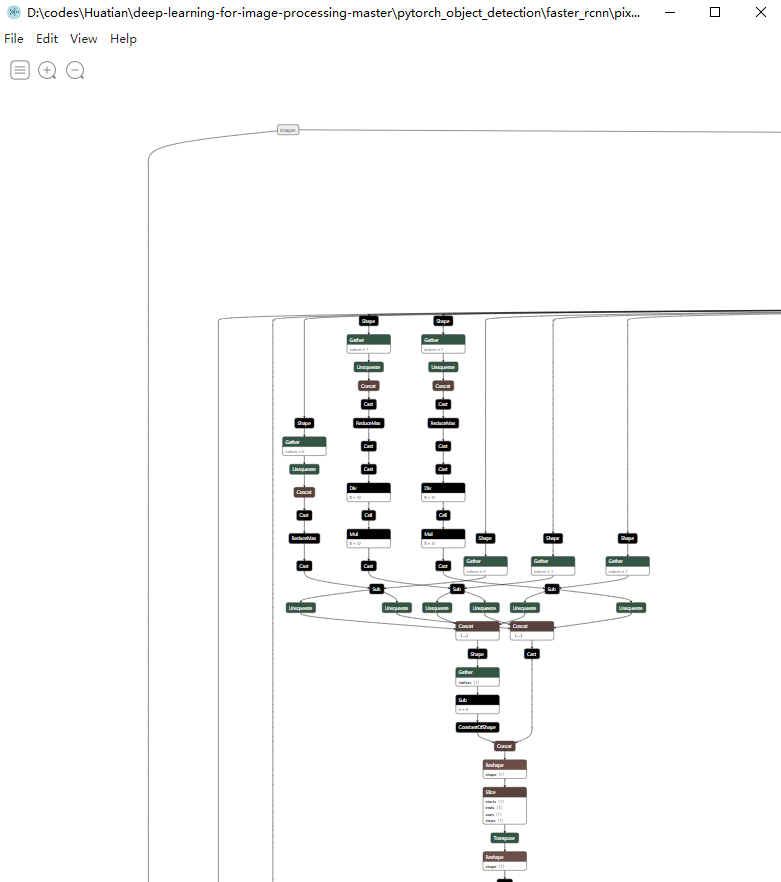 D:\codes\Huatian\deep-learning-for-image-processing-master\pytorch_object_detection\faster_rcnn\pix...
File Edit View Help
images
Shape Shape
Gather Gather
indices = 1
Unsqueeze Unsqueeze
Concat Concat
Cast Cast
Shape ReduceMax ReduceMax
Gather Cast Cast
indices = 0
Unsqueeze Cast Cast
Concat Div Div
B = 32 B = 32
Cast Ceil Ceil
ReduceMax Mul Mul Shape Shape Shape
B = 32 B = 32
Cast Cast Cast Gather Gather Gather
indices = 0 indices = 1
Sub Sub Sub
Unsqueeze Unsqueeze Unsqueeze Unsqueeze Unsqueeze Unsqueeze
Concat Concat
(...) (...)
Shape Cast
Gather
indices (1)
Sub
ConstantOfShape
Concat
Reshape
shape (2)
Slice
starts (1)
ends (1)
axes (1)
steps (1)
Transpose
Reshape
shape (1)